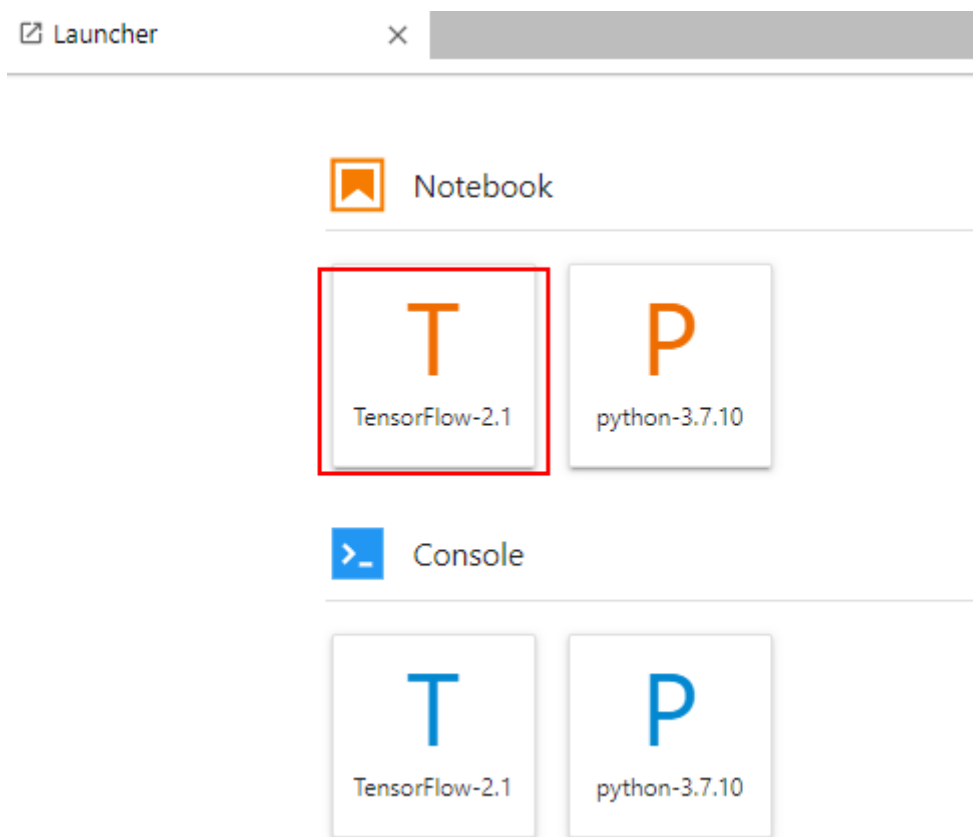 Launcher
Notebook
T P
TensorFlow-2.1 python-3.7.10
Console
>_
T P
TensorFlow-2.1 python-3.7.10